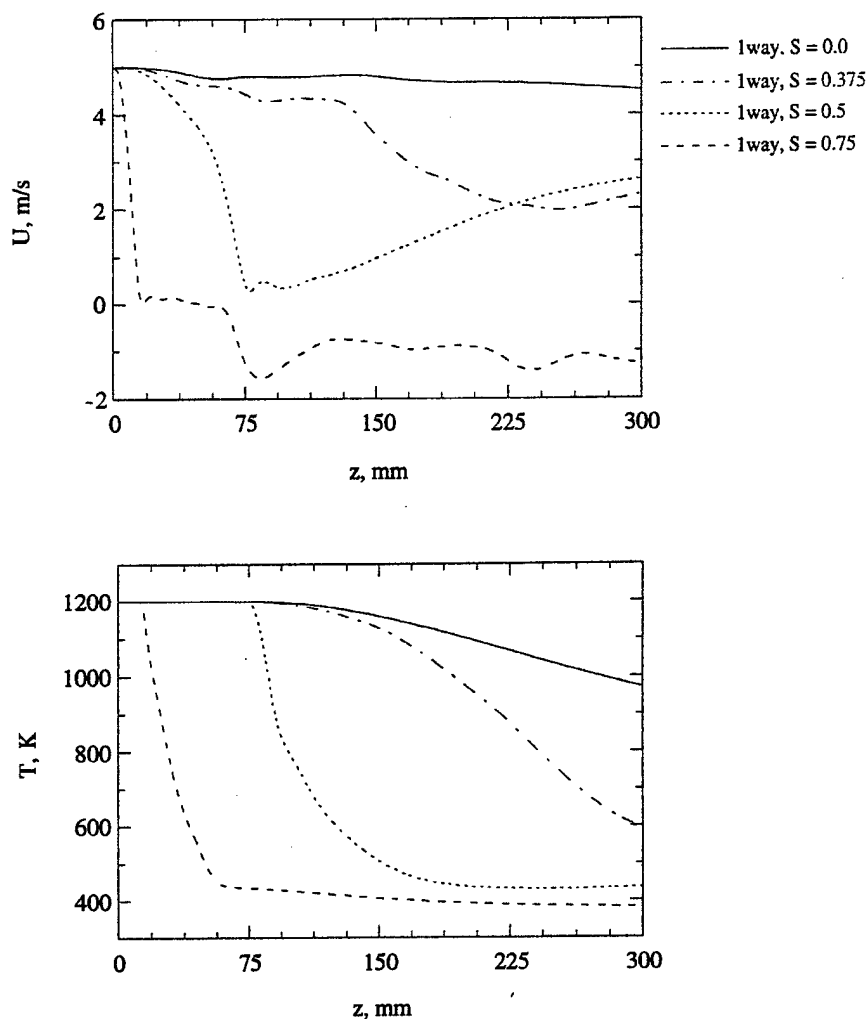 6
4
2
0
-2
U, m/s
0
75
150
225
300
z, mm
1way, S = 0.0
1way, S = 0.375
1way, S = 0.5
1way, S = 0.75
1200
1000
800
600
400
T, K
0
75
150
225
300
z, mm